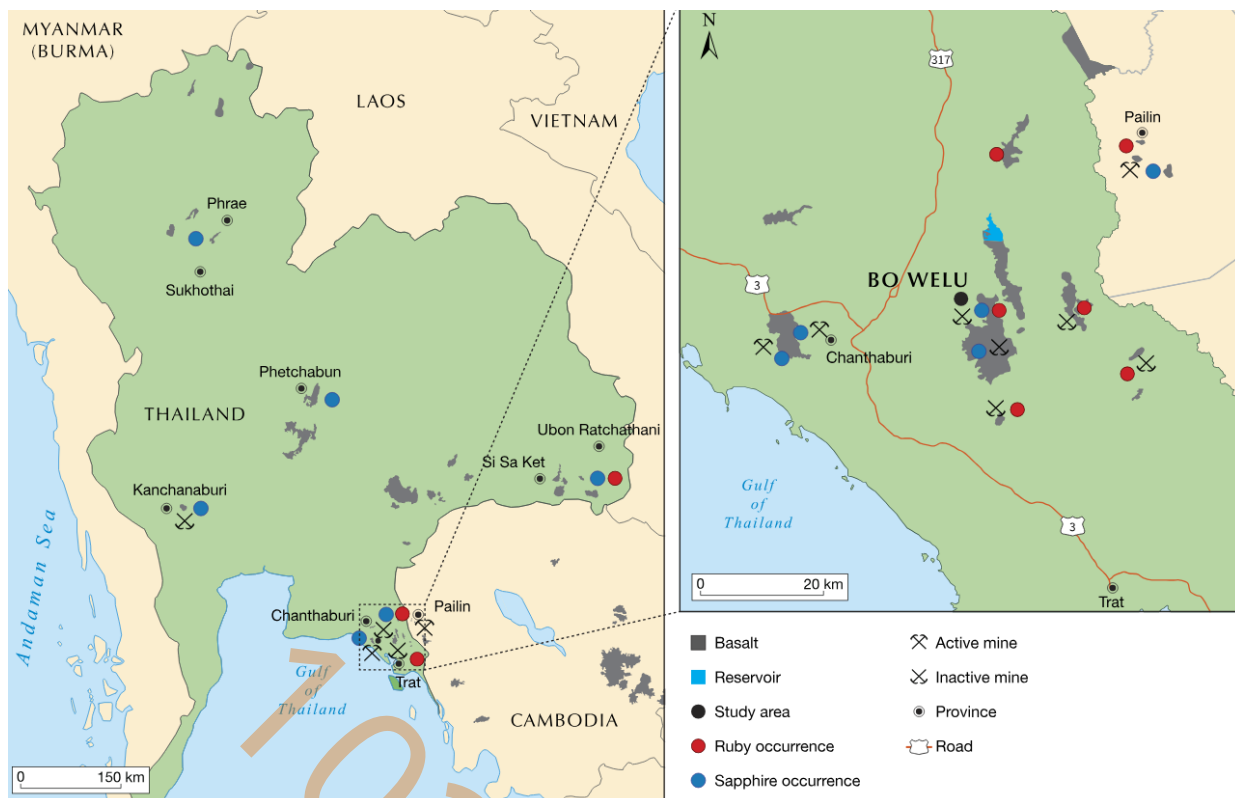 MYANMAR
(BURMA)
LAOS
VIETNAM
Phrae
Sukhothai
Phetchabun
THAILAND
Ubon Ratchathani
Si Sa Ket
Kanchanaburi
Andaman Sea
Chanthaburi
Pailin
Gulf
of
Thailand
Trat
CAMBODIA
0 150 km
N
317
Pailin
BO WELU
3
Chanthaburi
Gulf
of
Thailand
3
0 20 km
Trat
Basalt
Reservoir
Study area
Ruby occurrence
Sapphire occurrence
Active mine
Inactive mine
Province
Road